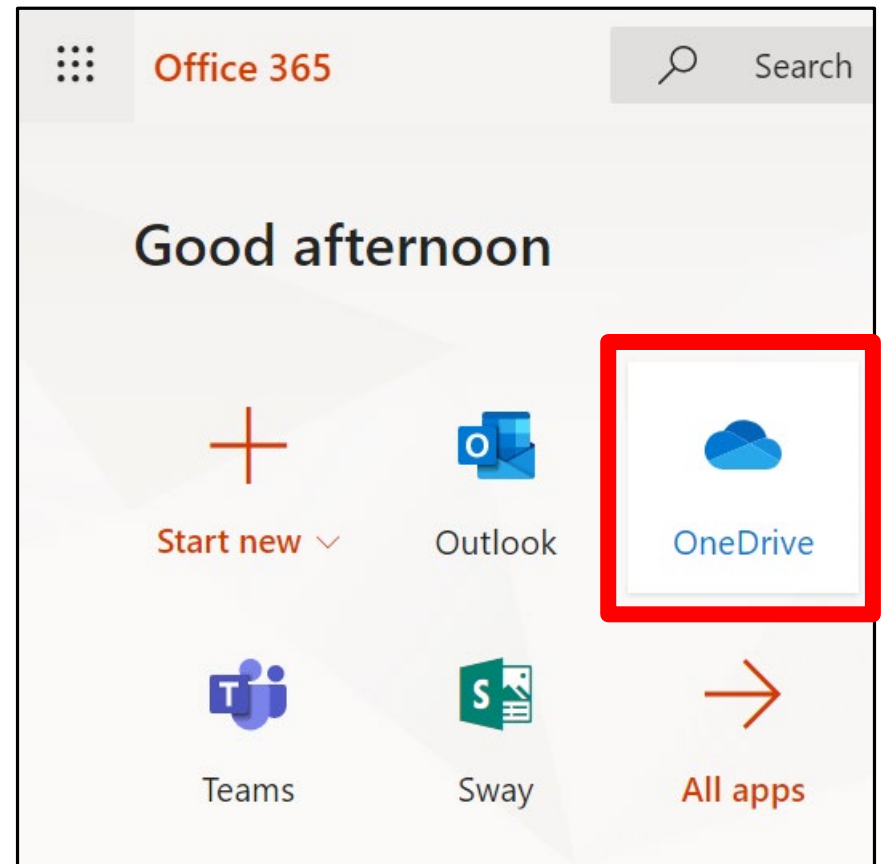 Office 365
Search
Good afternoon
Start new
Outlook
OneDrive
Teams
Sway
All apps